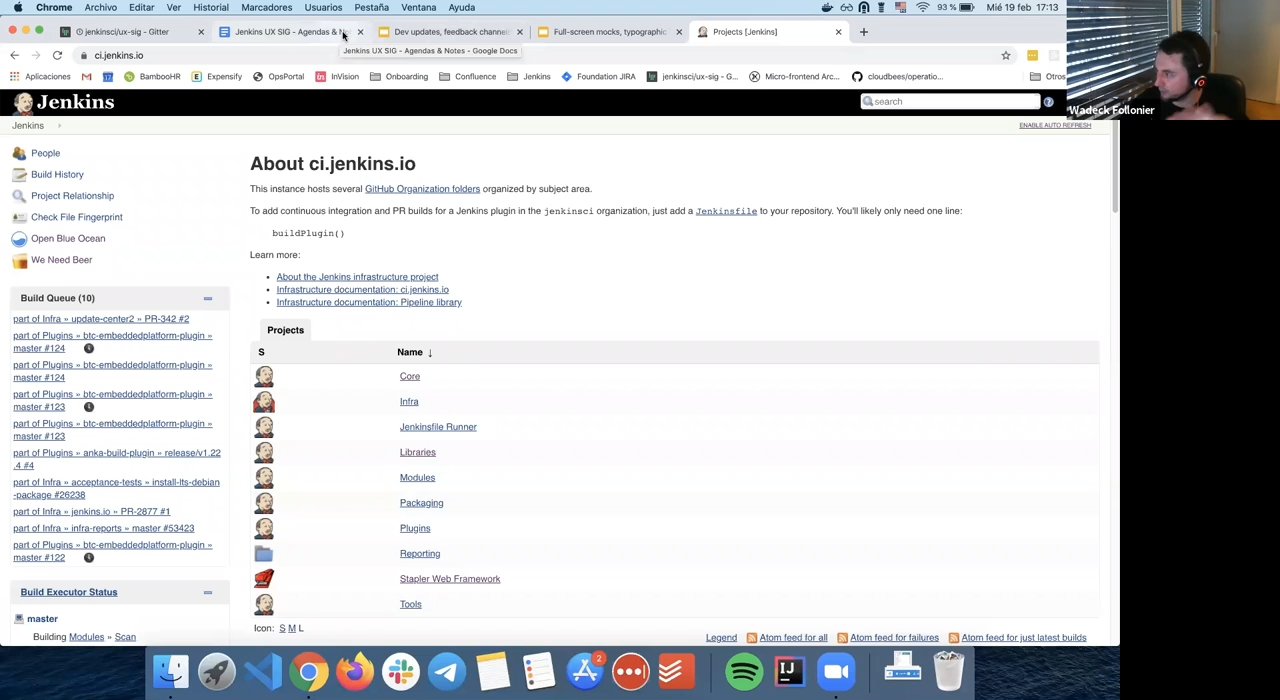 Chrome Archivo Editar Ver Historial Marcadores Usuarios Pestaña Ventana Ayuda
93 % Mié 19 feb 17:13
jenkinsci/ux-sig - Gitter
Jenkins UX SIG - Agendas & No
Dev updates, feedback channe
Full-screen mocks, typographic
Projects [Jenkins]
Jenkins UX SIG - Agendas & Notes - Google Docs
ci.jenkins.io
Aplicaciones
BambooHR
Expensify
OpsPortal
InVision
Onboarding
Confluence
Jenkins
Foundation JIRA
jenkinsci/ux-sig - G...
Micro-frontend Arc...
cloudbees/operatio...
Otros
Wadeck Follonier
Jenkins
search
Jenkins
ENABLE AUTO REFRESH
People
Build History
Project Relationship
Check File Fingerprint
Open Blue Ocean
We Need Beer
Build Queue (10)
part of Infra » update-center2 » PR-342 #2
part of Plugins » btc-embeddedplatform-plugin »
master #124
part of Plugins » btc-embeddedplatform-plugin »
master #124
part of Plugins » btc-embeddedplatform-plugin »
master #123
part of Plugins » btc-embeddedplatform-plugin »
master #123
part of Plugins » anka-build-plugin » release/v1.22
.4 #4
part of Infra » acceptance-tests » install-lts-debian
-package #26238
part of Infra » jenkins.io » PR-2877 #1
part of Infra » infra-reports » master #53423
part of Plugins » btc-embeddedplatform-plugin »
master #122
Build Executor Status
master
Building Modules » Scan
About ci.jenkins.io
This instance hosts several GitHub Organization folders organized by subject area.
To add continuous integration and PR builds for a Jenkins plugin in the jenkinsci organization, just add a Jenkinsfile to your repository. You'll likely only need one line:
buildPlugin()
Learn more:
About the Jenkins infrastructure project
Infrastructure documentation: ci.jenkins.io
Infrastructure documentation: Pipeline library
Projects
S Name ↓
Core
Infra
Jenkinsfile Runner
Libraries
Modules
Packaging
Plugins
Reporting
Stapler Web Framework
Tools
Icon: S M L
Legend Atom feed for all Atom feed for failures Atom feed for just latest builds
2